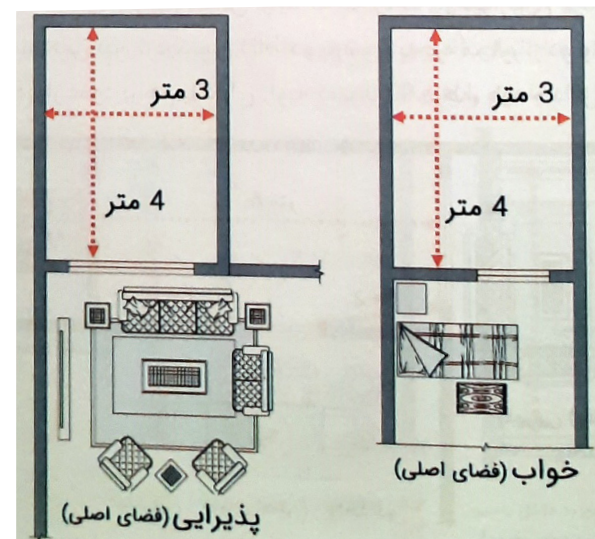 3 متر
4 متر
پذیرایی (فضای اصلی)
3 متر
4 متر
خواب (فضای اصلی)